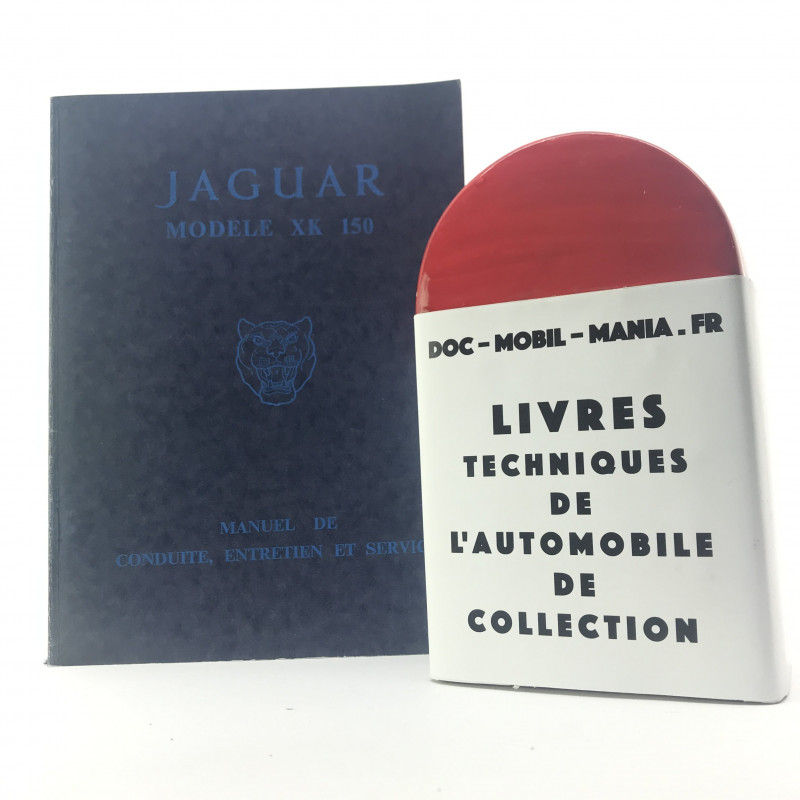 JAGUAR
MODELE XK 150
MANUEL DE
CONDUITE, ENTRETIEN ET SERVIC
DOC-MOBIL-MANIA.FR
LIVRES
TECHNIQUES
DE
L'AUTOMOBILE
DE
COLLECTION